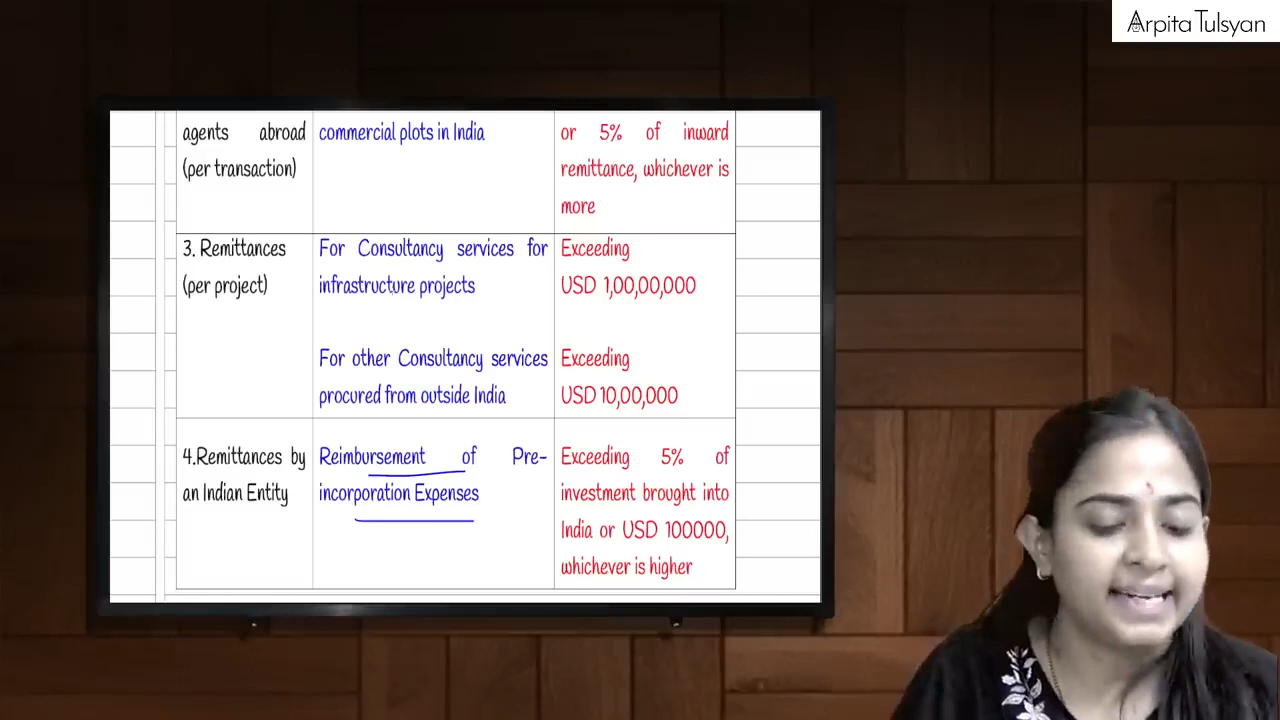 Arpita Tulsyan
agents abroad
(per transaction)
commercial plots in India
or 5% of inward
remittance, whichever is
more
3. Remittances
(per project)
For Consultancy services for
infrastructure projects
Exceeding
USD 1,00,00,000
For other Consultancy services
procured from outside India
Exceeding
USD 10,00,000
4.Remittances by
an Indian Entity
Reimbursement of Pre-
incorporation Expenses
Exceeding 5% of
investment brought into
India or USD 100000,
whichever is higher